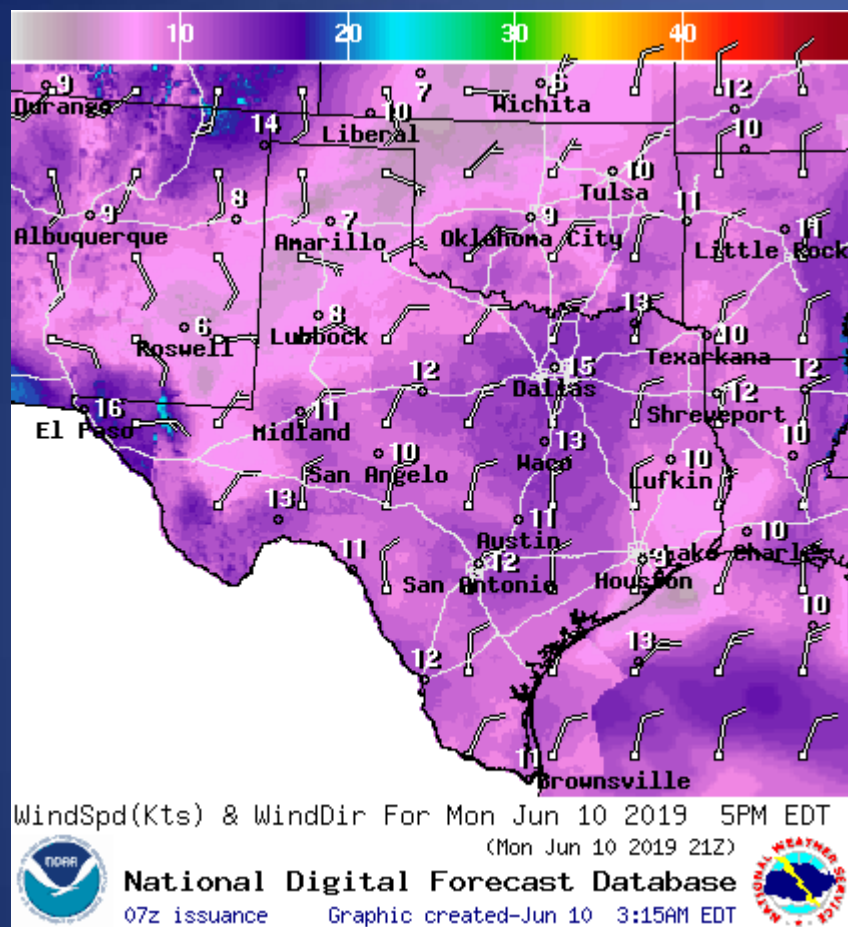 10 20 30 40
9 7 8 12
Durango Wichita
10
Liberal
14 10
10
Tulsa
9 8 7 9 11 11
Albuquerque Amarillo Oklahoma City Little Rock
6 8 13 10
Roswell Lubbock Texarkana
15
12 Dallas 12 12
16 11 Shreveport
El Paso Midland
10 13 10 10
San Angelo Waco Lufkin
13 11 10
Austin
11 12 9 Lake Charles
San Antonio Houston
10
12 13
11
Brownsville
WindSpd(Kts) & WindDir For Mon Jun 10 2019 5PM EDT
(Mon Jun 10 2019 21Z)
National Digital Forecast Database
07z issuance Graphic created-Jun 10 3:15AM EDT
NOAA
NATIONAL WEATHER SERVICE